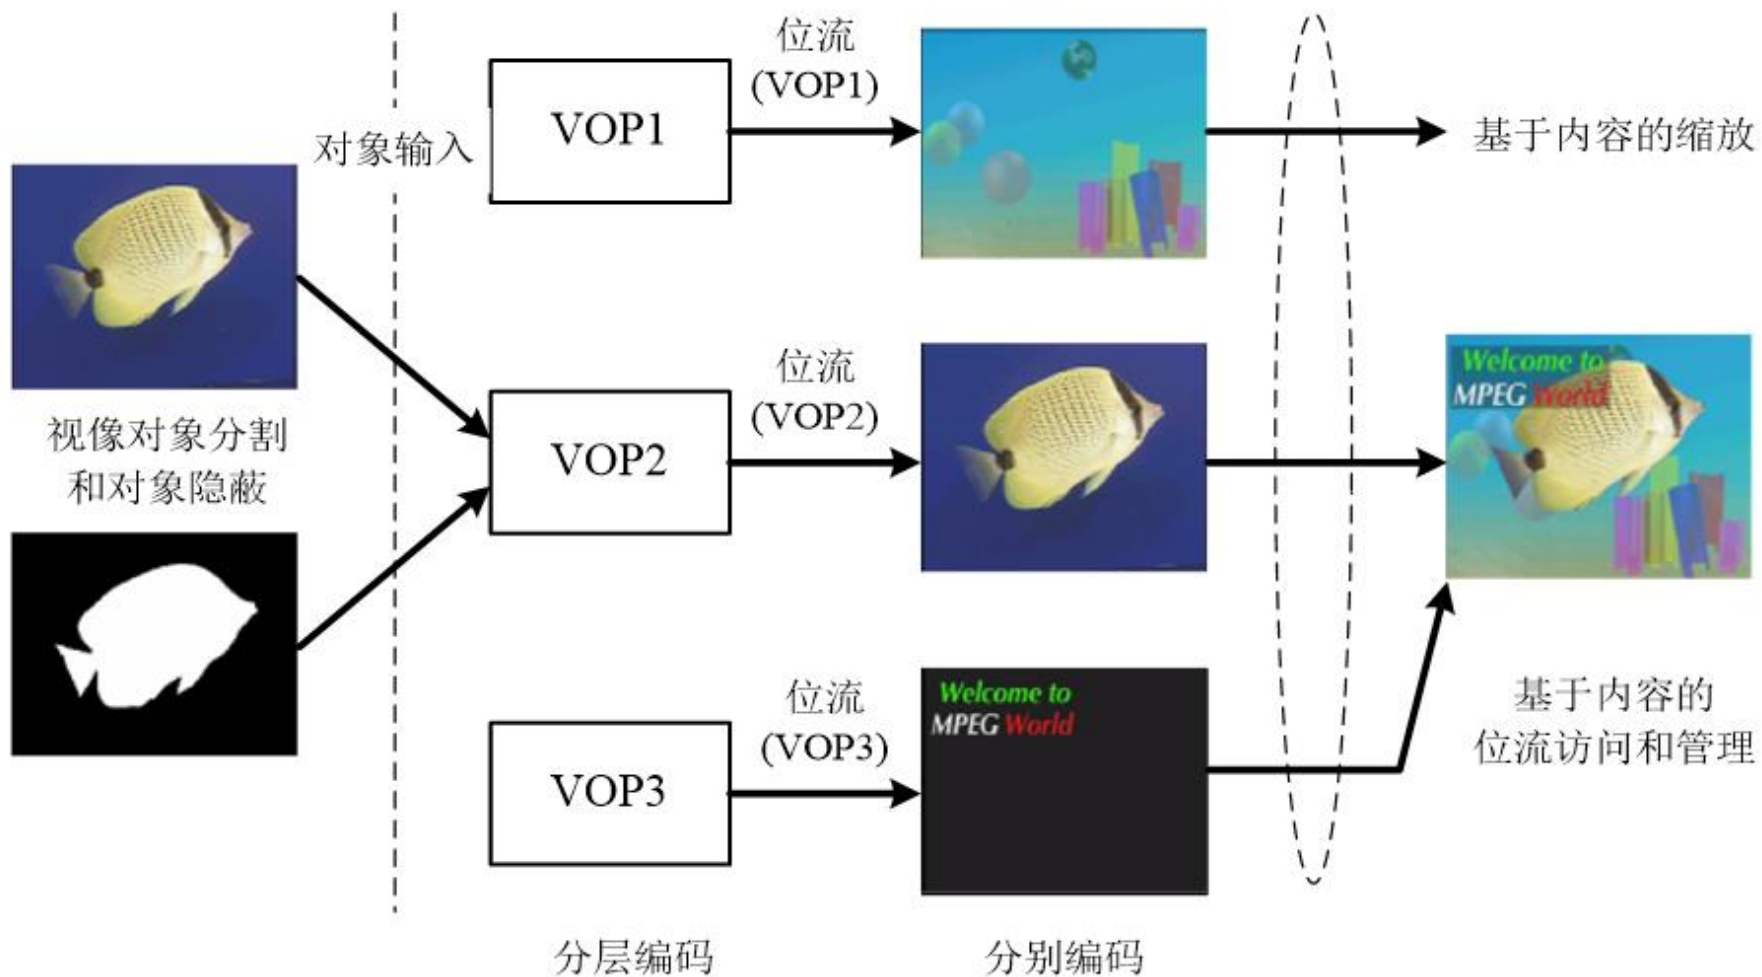 位流
(VOP1)
VOP1
对象输入
基于内容的缩放
视像对象分割
和对象隐蔽
位流
(VOP2)
VOP2
Welcome to
MPEG World
位流
(VOP3)
VOP3
Welcome to
MPEG World
基于内容的
位流访问和管理
分层编码
分别编码